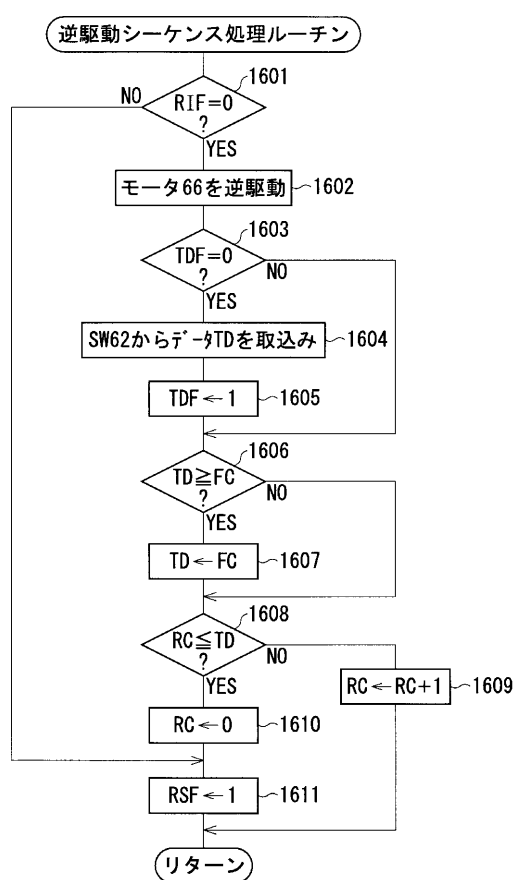 逆駆動シーケンス処理ルーチン
1601
NO
RIF=0
?
YES
モータ66を逆駆動
1602
1603
TDF=0
?
NO
YES
SW62からデータTDを取込み
1604
TDF←1
1605
1606
TD≧FC
?
NO
YES
TD←FC
1607
1608
RC≦TD
?
NO
YES
RC←RC+1
1609
RC←0
1610
RSF←1
1611
リターン